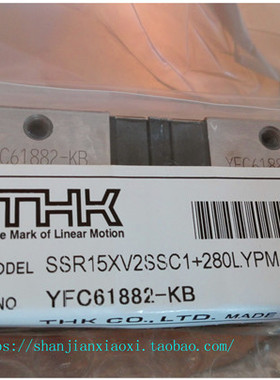 C61882-KB
YFC61882-
THK
The Mark of Linear Motion
MODEL SSR15XV2SSC1+280LYPM
NO YFC61882-KB
THK CO., LTD. MADE
https://shanjianxiaoxi.taobao.com